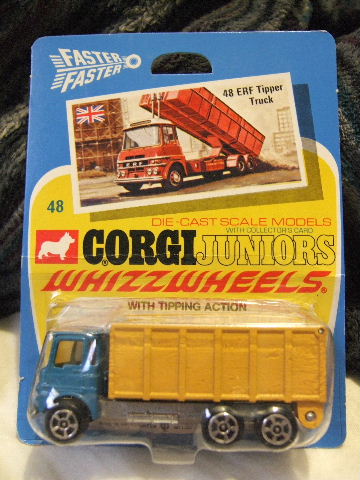 FASTER
FASTER
48 ERF Tipper
Truck
ERF
48
DIE-CAST SCALE MODELS
WITH COLLECTOR'S CARD
CORGI JUNIORS
WHIZZWHEELS®
WITH TIPPING ACTION